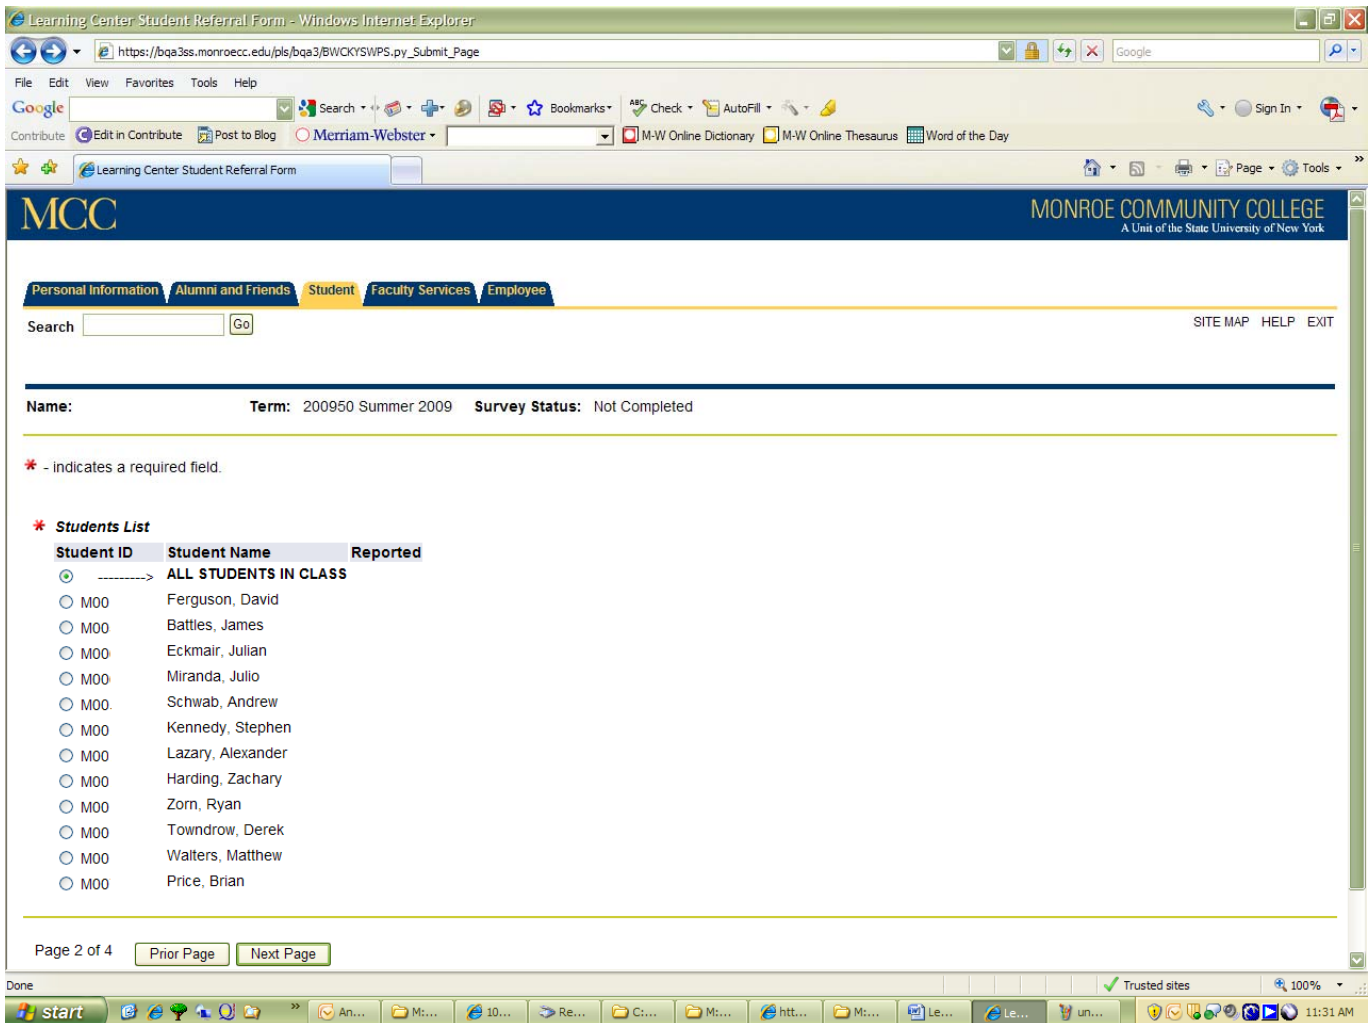 Learning Center Student Referral Form - Windows Internet Explorer
https://bqa3ss.monroecc.edu/pls/bqa3/BWCKYSWPS.py_Submit_Page
Google
File Edit View Favorites Tools Help
Google Search Bookmarks Check AutoFill Sign In
Contribute Edit in Contribute Post to Blog Merriam-Webster M-W Online Dictionary M-W Online Thesaurus Word of the Day
Learning Center Student Referral Form Page Tools
MCC MONROE COMMUNITY COLLEGE
A Unit of the State University of New York
Personal Information Alumni and Friends Student Faculty Services Employee
Search Go SITE MAP HELP EXIT
Name: Term: 200950 Summer 2009 Survey Status: Not Completed
* - indicates a required field.
* Students List
Student ID Student Name Reported
---------> ALL STUDENTS IN CLASS
M00 Ferguson, David
M00 Battles, James
M00 Eckmair, Julian
M00 Miranda, Julio
M00 Schwab, Andrew
M00 Kennedy, Stephen
M00 Lazary, Alexander
M00 Harding, Zachary
M00 Zorn, Ryan
M00 Towndrow, Derek
M00 Walters, Matthew
M00 Price, Brian
Page 2 of 4 Prior Page Next Page
Done Trusted sites 100%
start An... M:... 10... Re... C:... M:... htt... M:... Le... Le... un... 11:31 AM